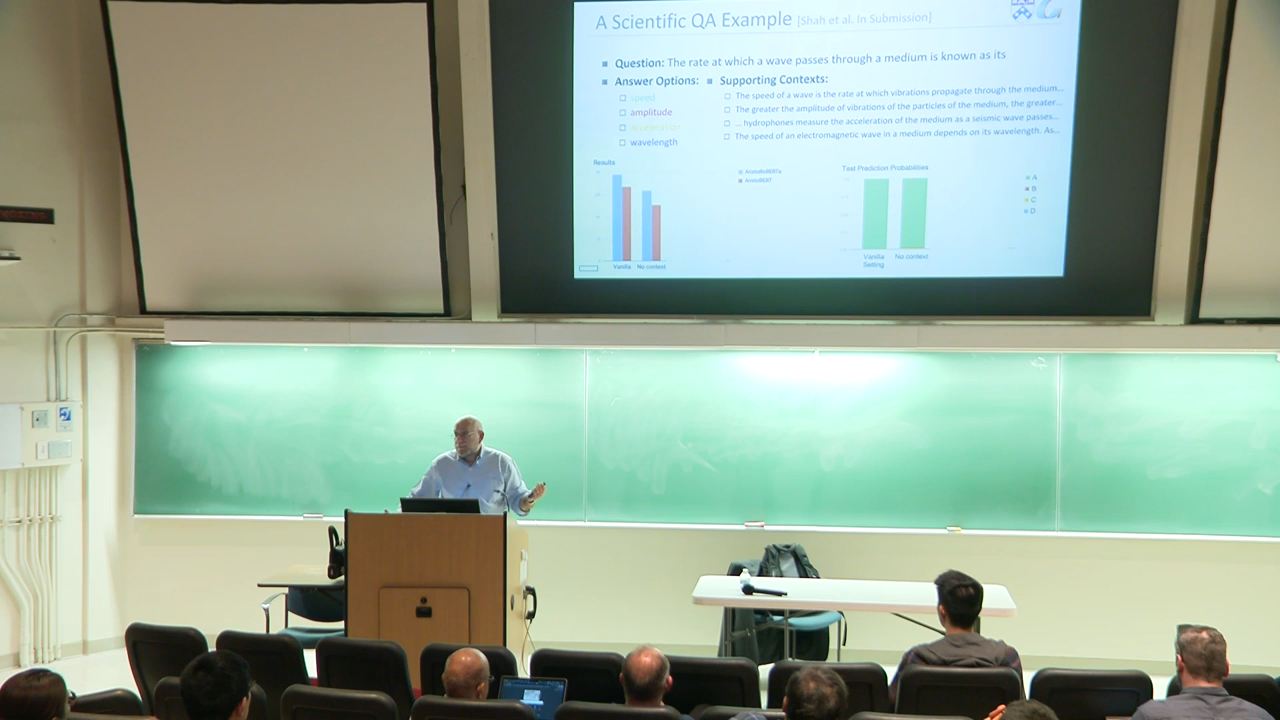 A Scientific QA Example [Shah et al. In Submission]
Question: The rate at which a wave passes through a medium is known as its
Answer Options:
speed
amplitude
acceleration
wavelength
Supporting Contexts:
The speed of a wave is the rate at which vibrations propagate through the medium...
The greater the amplitude of vibrations of the particles of the medium, the greater...
... hydrophones measure the acceleration of the medium as a seismic wave passes...
The speed of an electromagnetic wave in a medium depends on its wavelength. As...
Results
Vanilla
No context
Test Prediction Probabilities
Vanilla Setting
No context
A
B
C
D